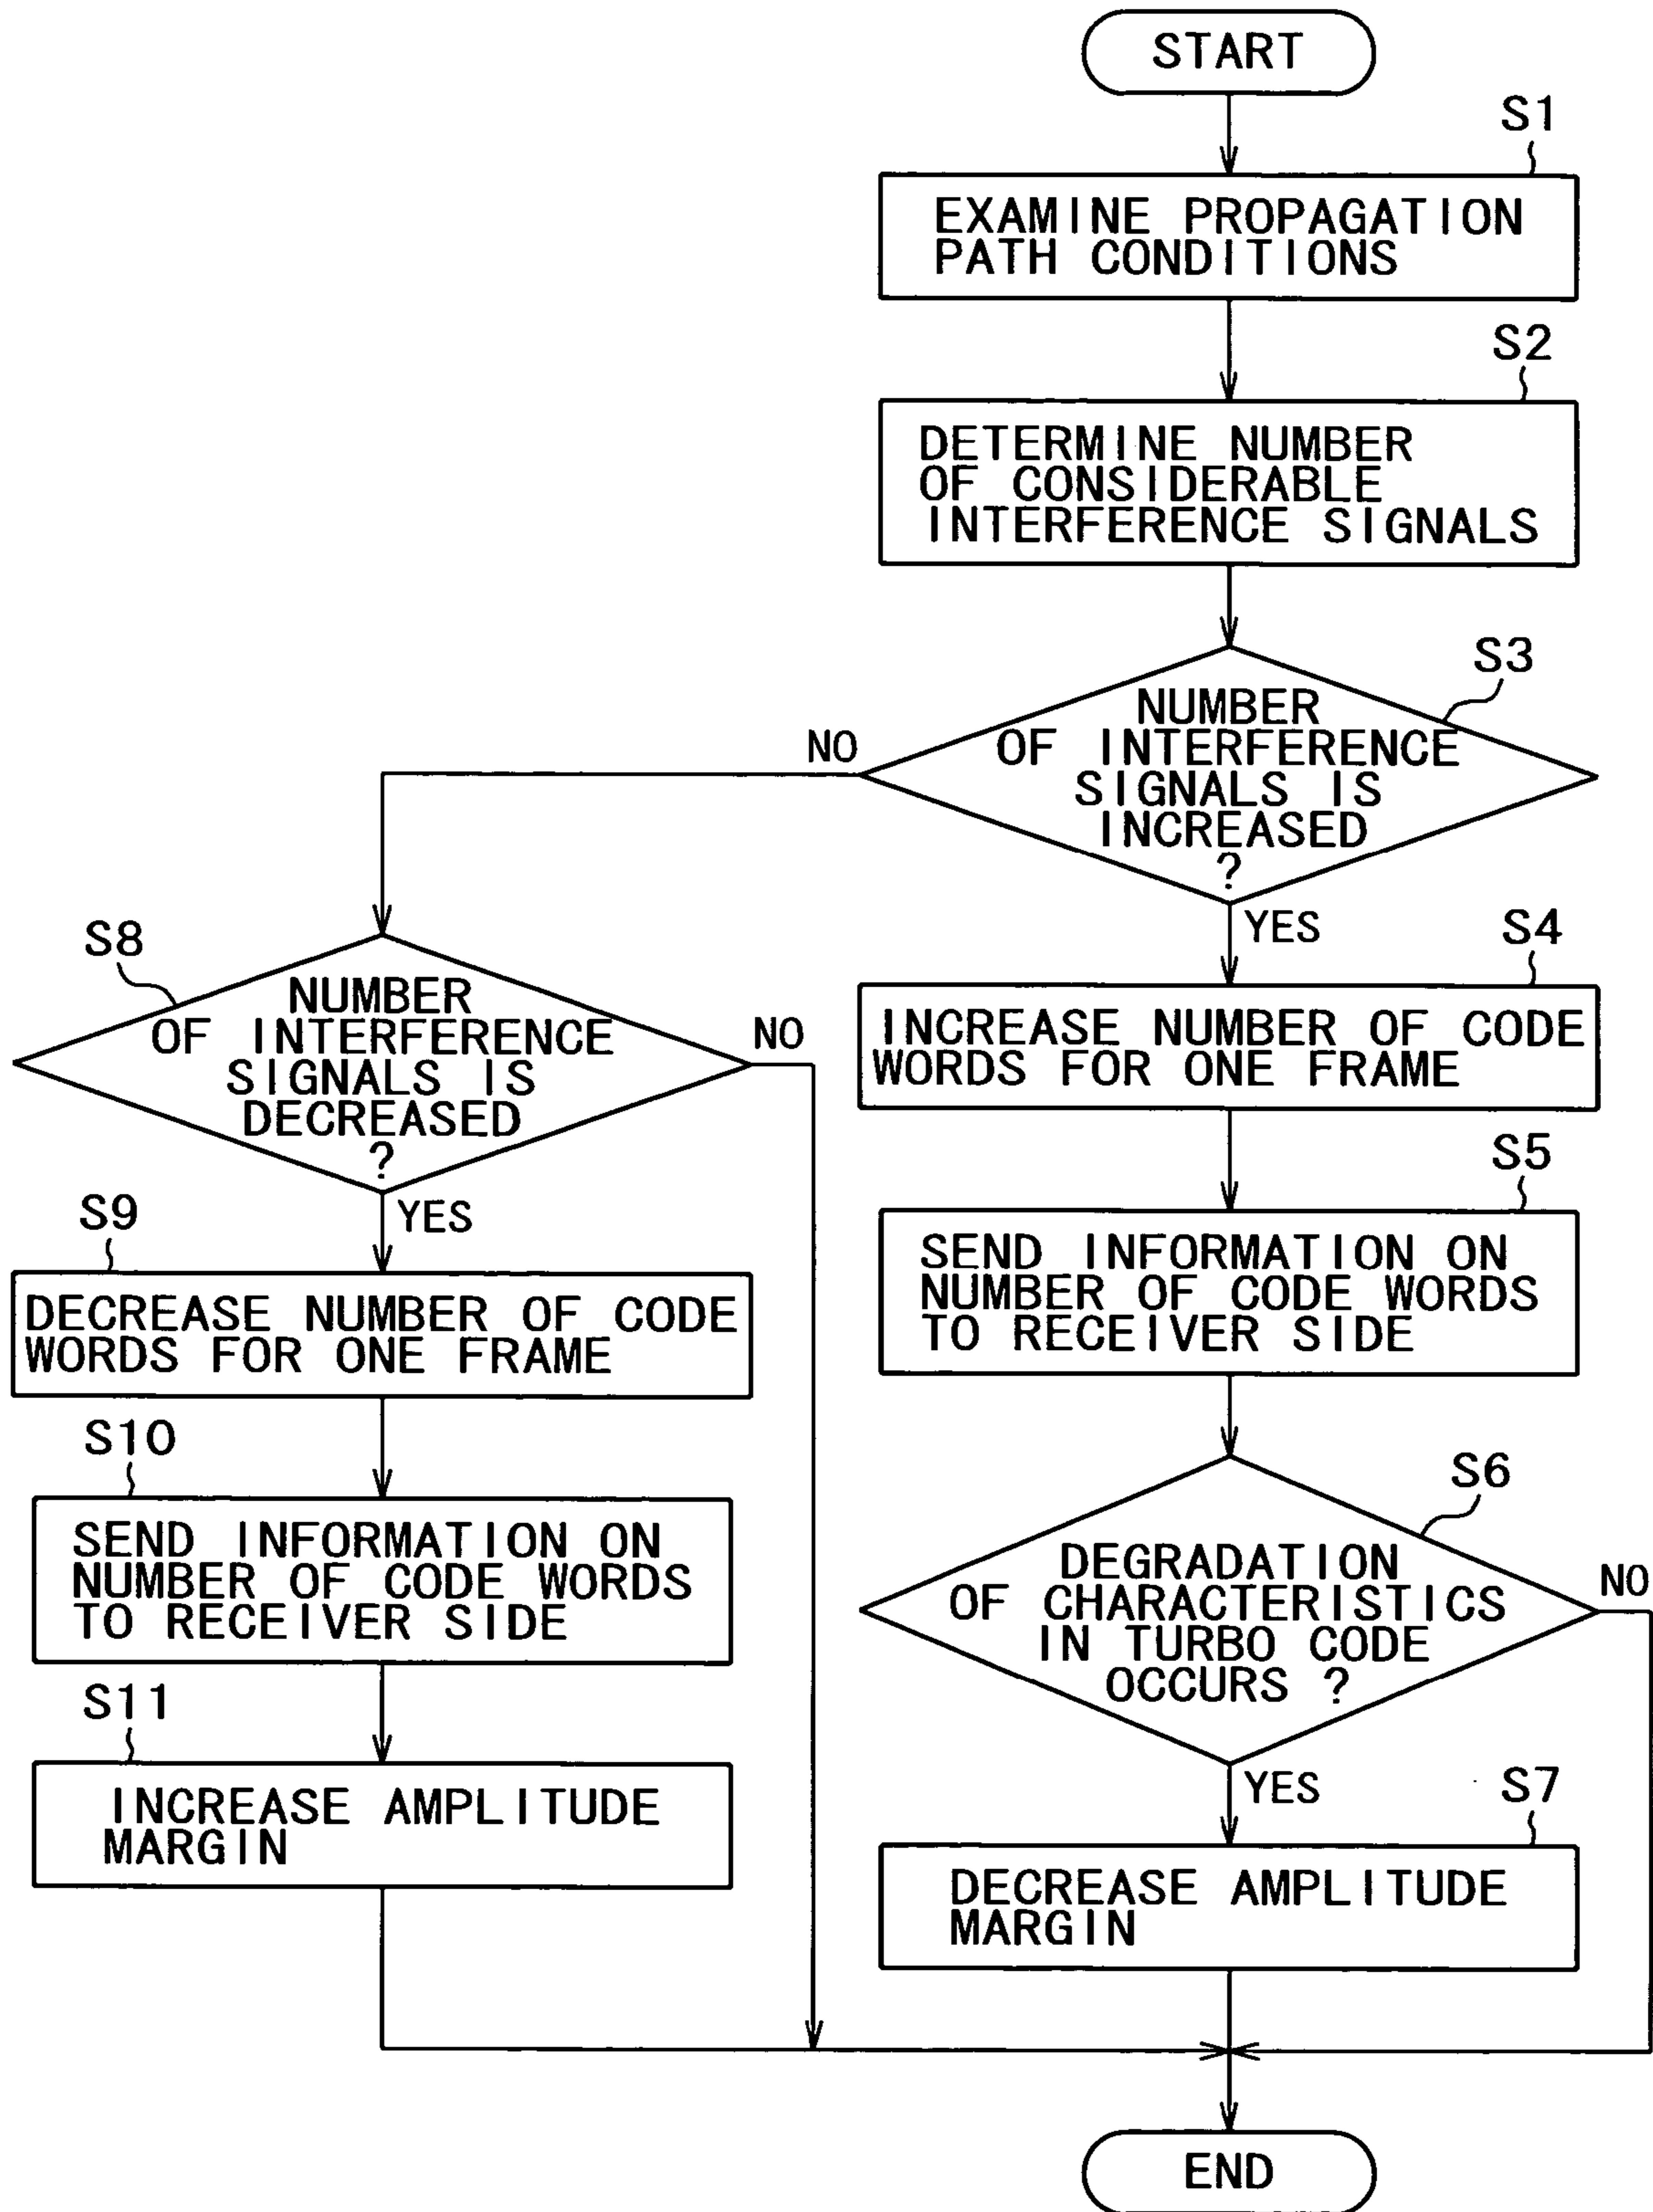 START
S1
EXAMINE PROPAGATION
PATH CONDITIONS
S2
DETERMINE NUMBER
OF CONSIDERABLE
INTERFERENCE SIGNALS
S3
NUMBER
OF INTERFERENCE
SIGNALS IS
INCREASED
?
NO
YES
S4
INCREASE NUMBER OF CODE
WORDS FOR ONE FRAME
S5
SEND INFORMATION ON
NUMBER OF CODE WORDS
TO RECEIVER SIDE
S6
DEGRADATION
OF CHARACTERISTICS
IN TURBO CODE
OCCURS ?
NO
YES
S7
DECREASE AMPLITUDE
MARGIN
S8
NUMBER
OF INTERFERENCE
SIGNALS IS
DECREASED
?
NO
YES
S9
DECREASE NUMBER OF CODE
WORDS FOR ONE FRAME
S10
SEND INFORMATION ON
NUMBER OF CODE WORDS
TO RECEIVER SIDE
S11
INCREASE AMPLITUDE
MARGIN
END